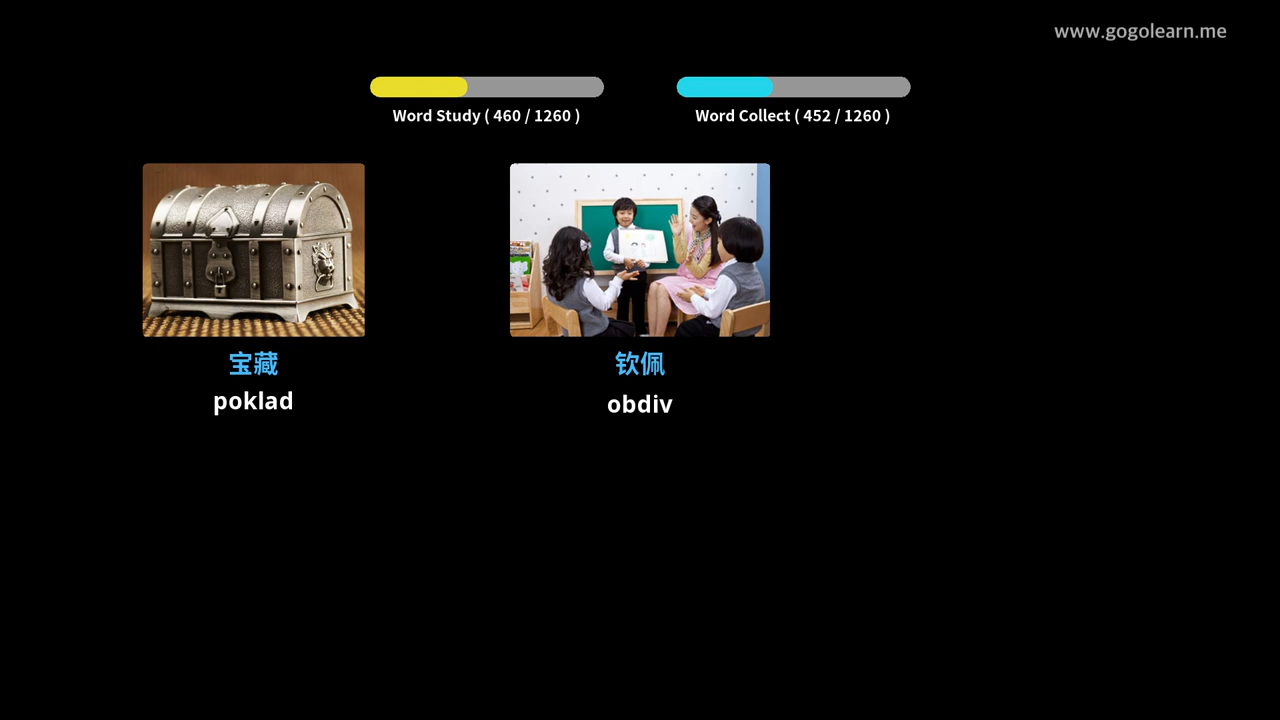 www.gogolearn.me
Word Study ( 460 / 1260 )
Word Collect ( 452 / 1260 )
宝藏
poklad
钦佩
obdiv